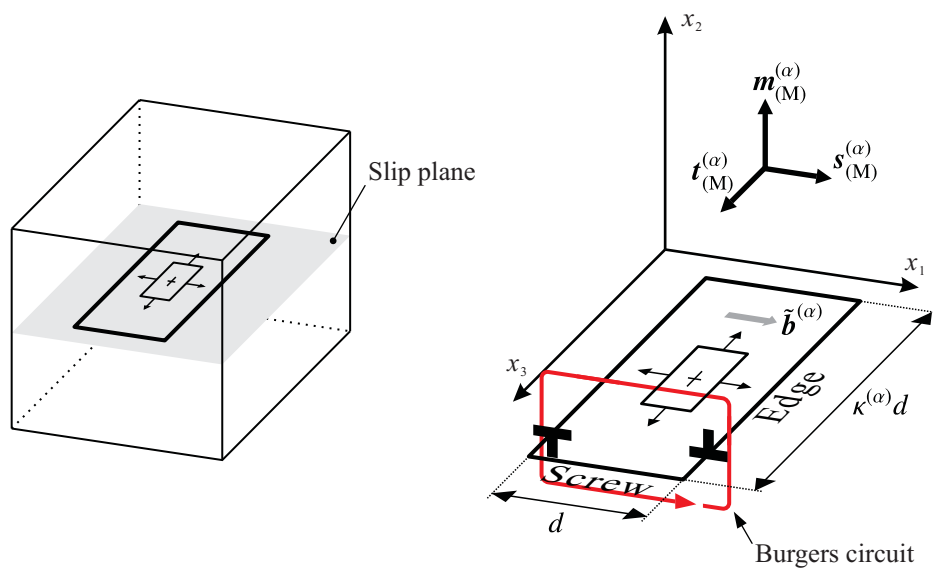 Slip plane
x₂
m₍M₎⁽ᵅ⁾
t₍M₎⁽ᵅ⁾
s₍M₎⁽ᵅ⁾
x₁
b̃⁽ᵅ⁾
x₃
Edge
κ⁽ᵅ⁾d
Screw
d
Burgers circuit